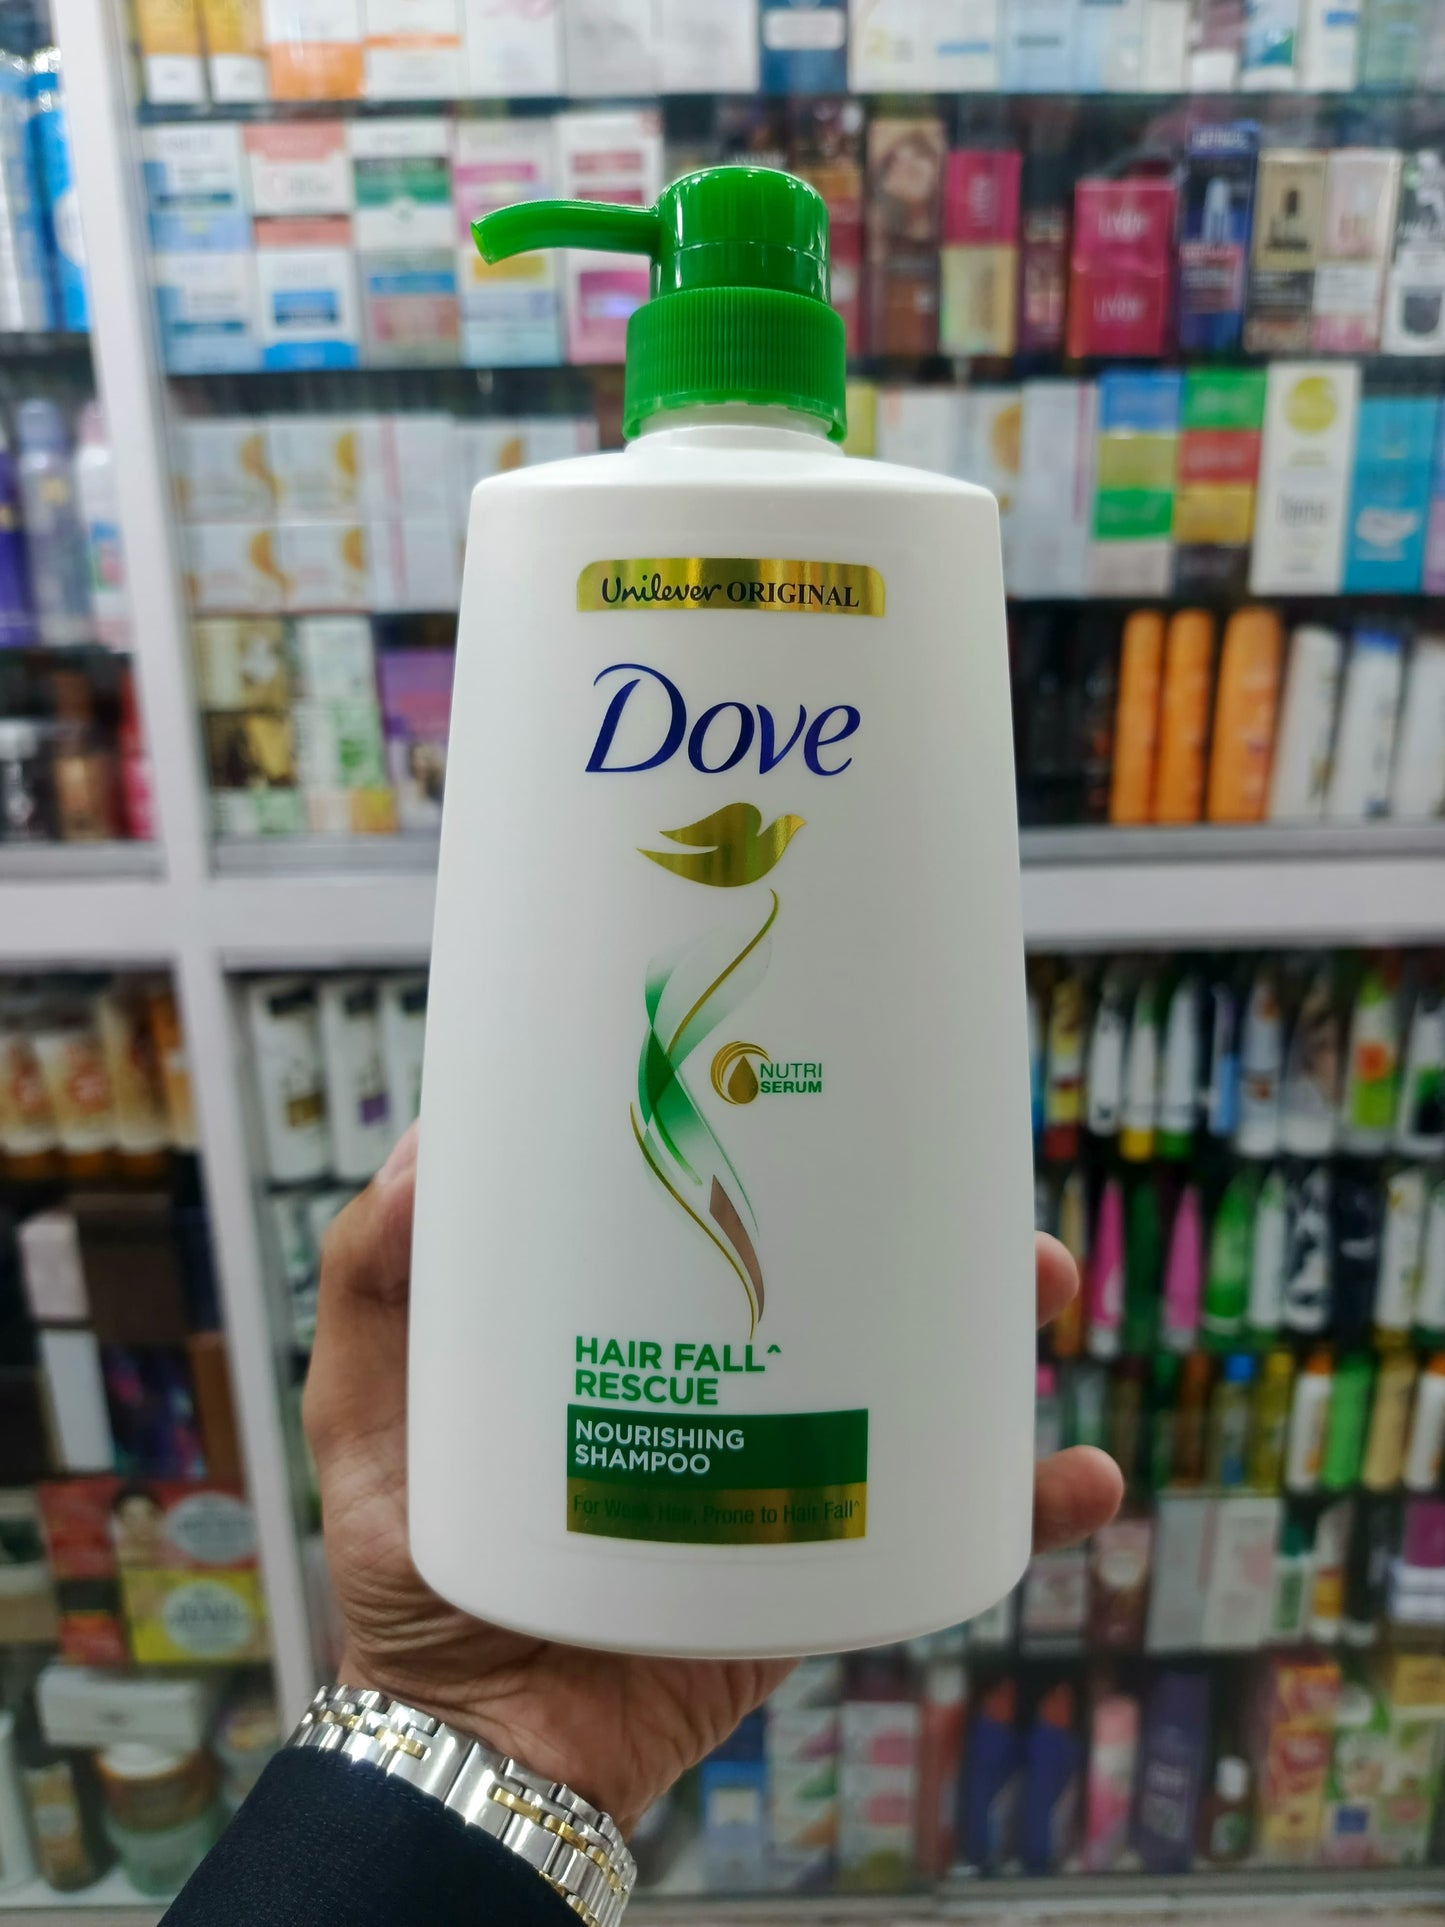 Unilever ORIGINAL
Dove
NUTRI
SERUM
HAIR FALL^
RESCUE
NOURISHING
SHAMPOO
For Weak Hair, Prone to Hair Fall^